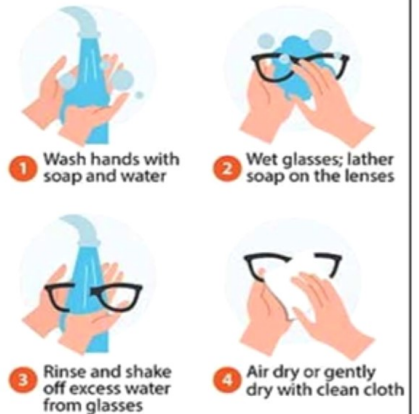 1 Wash hands with
soap and water
2 Wet glasses; lather
soap on the lenses
3 Rinse and shake
off excess water
from glasses
4 Air dry or gently
dry with clean cloth